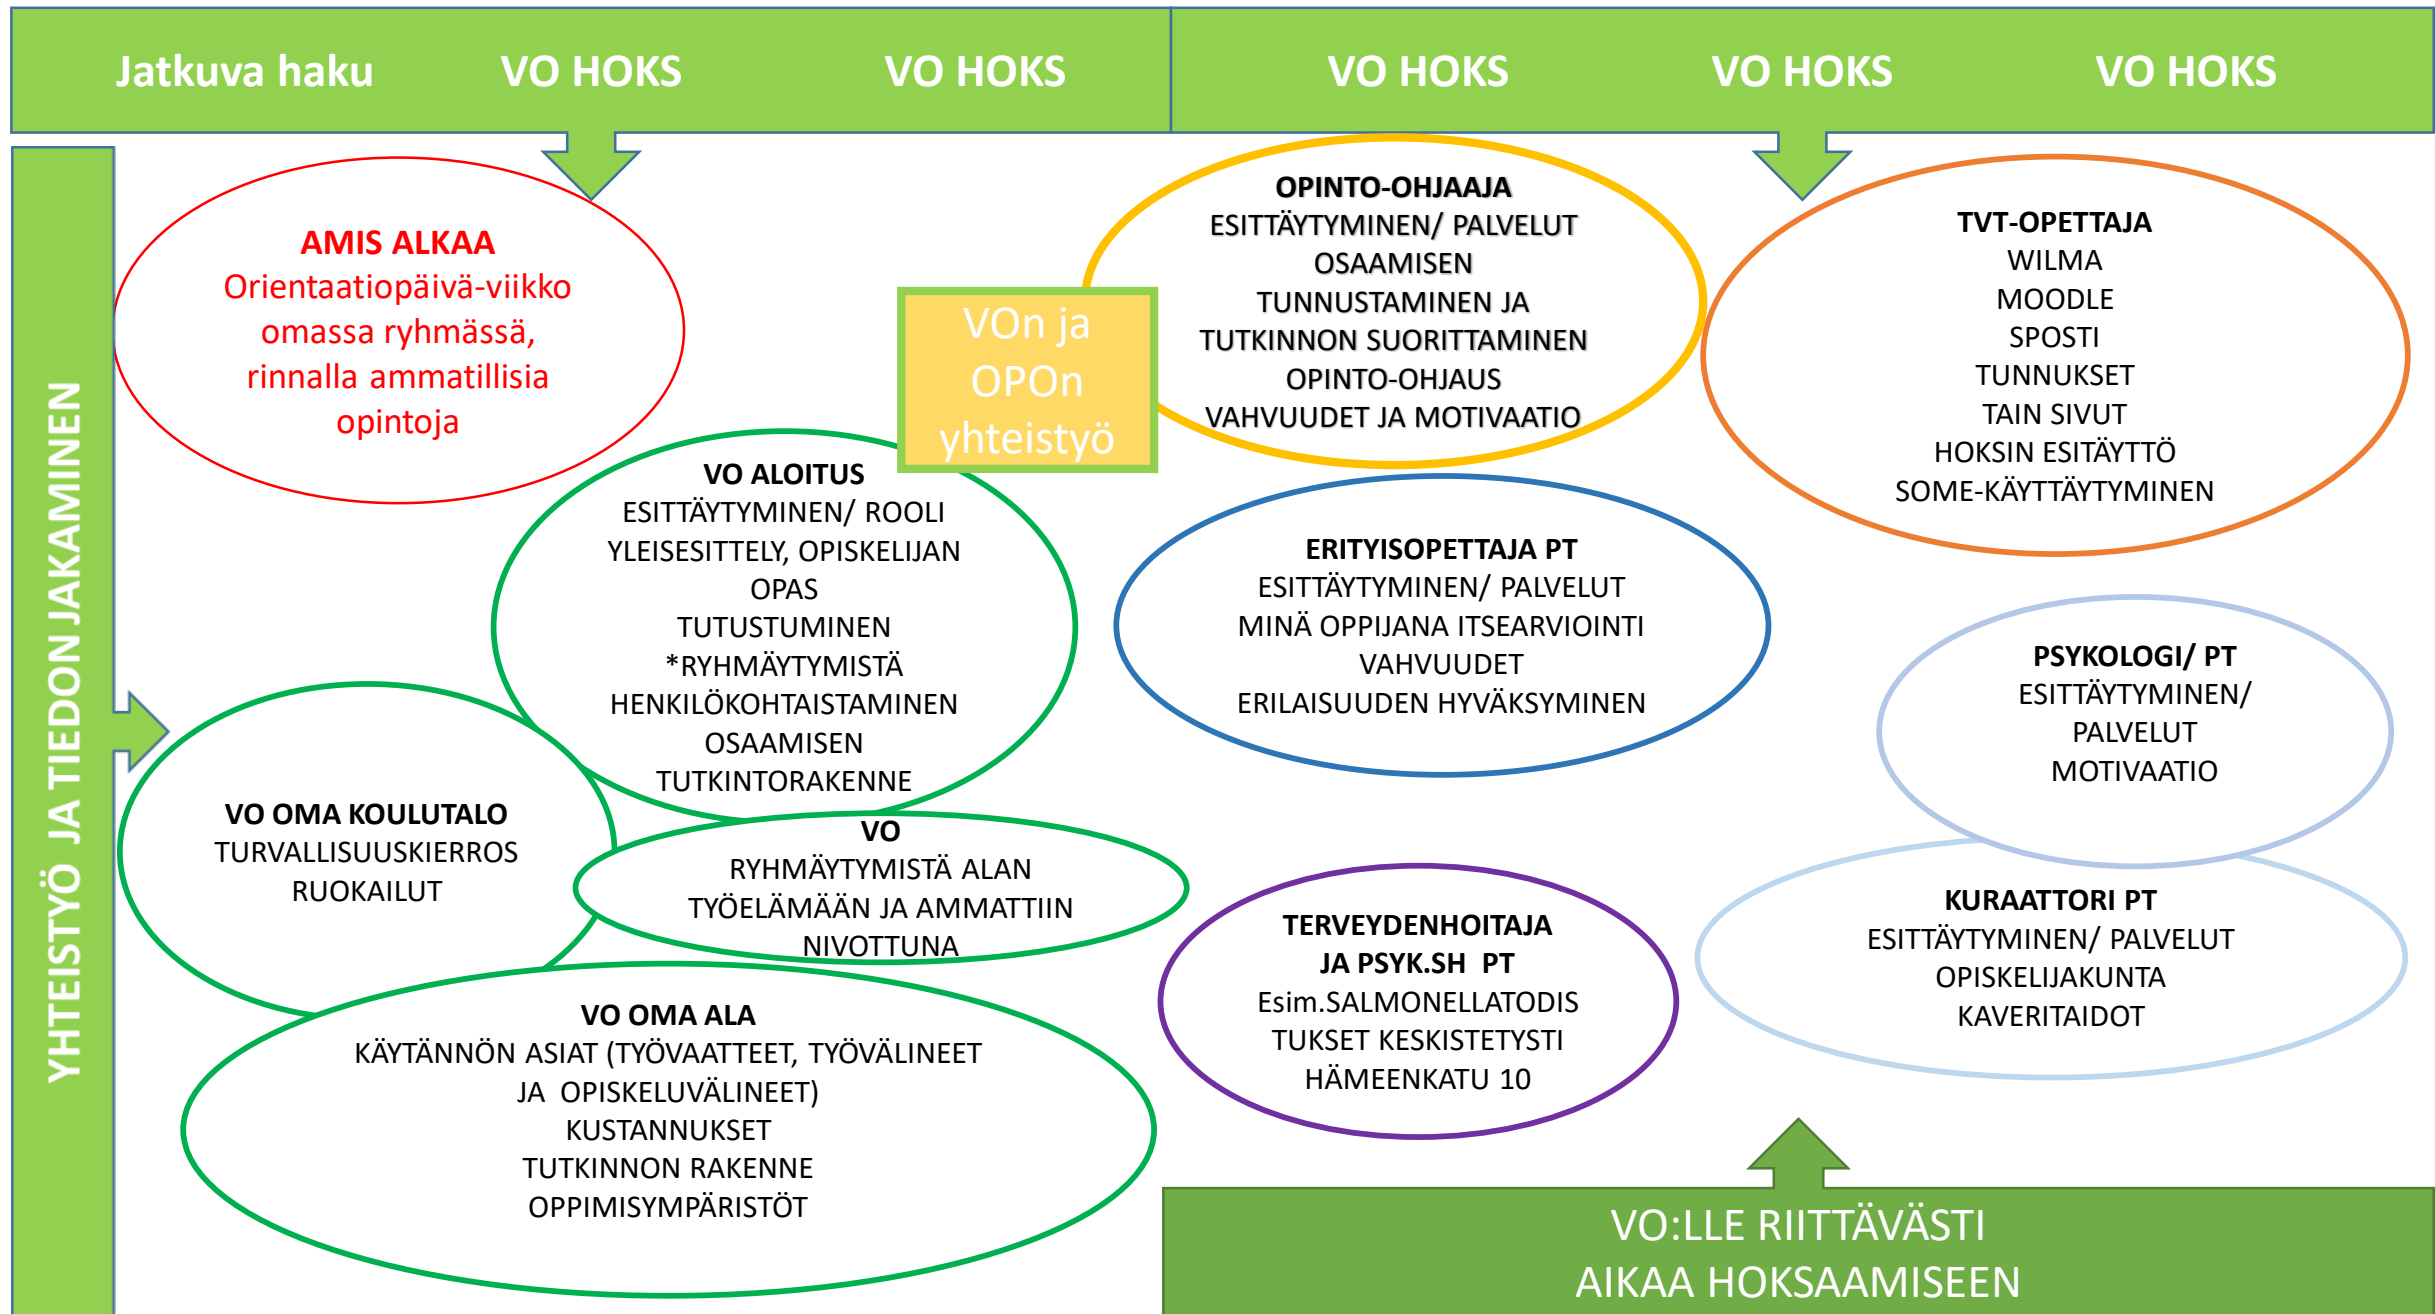 Jatkuva haku VO HOKS VO HOKS VO HOKS VO HOKS VO HOKS
YHTEISTYÖ JA TIEDON JAKAMINEN
AMIS ALKAA
Orientaatiopäivä-viikko
omassa ryhmässä,
rinnalla ammatillisia
opintoja
VOn ja
OPOn
yhteistyö
OPINTO-OHJAAJA
ESITTÄYTYMINEN/ PALVELUT
OSAAMISEN
TUNNUSTAMINEN JA
TUTKINNON SUORITTAMINEN
OPINTO-OHJAUS
VAHVUUDET JA MOTIVAATIO
TVT-OPETTAJA
WILMA
MOODLE
SPOSTI
TUNNUKSET
TAIN SIVUT
HOKSIN ESITÄYTTÖ
SOME-KÄYTTÄYTYMINEN
VO ALOITUS
ESITTÄYTYMINEN/ ROOLI
YLEISESITTELY, OPISKELIJAN
OPAS
TUTUSTUMINEN
*RYHMÄYTYMISTÄ
HENKILÖKOHTAISTAMINEN
OSAAMISEN
TUTKINTORAKENNE
ERITYISOPETTAJA PT
ESITTÄYTYMINEN/ PALVELUT
MINÄ OPPIJANA ITSEARVIOINTI
VAHVUUDET
ERILAISUUDEN HYVÄKSYMINEN
PSYKOLOGI/ PT
ESITTÄYTYMINEN/
PALVELUT
MOTIVAATIO
VO OMA KOULUTALO
TURVALLISUUSKIERROS
RUOKAILUT
VO
RYHMÄYTYMISTÄ ALAN
TYÖELÄMÄÄN JA AMMATTIIN
NIVOTTUNA
TERVEYDENHOITAJA
JA PSYK.SH PT
Esim.SALMONELLATODIS
TUKSET KESKISTETYSTI
HÄMEENKATU 10
KURAATTORI PT
ESITTÄYTYMINEN/ PALVELUT
OPISKELIJAKUNTA
KAVERITAIDOT
VO OMA ALA
KÄYTÄNNÖN ASIAT (TYÖVAATTEET, TYÖVÄLINEET
JA OPISKELUVÄLINEET)
KUSTANNUKSET
TUTKINNON RAKENNE
OPPIMISYMPÄRISTÖT
VO:LLE RIITTÄVÄSTI
AIKAA HOKSAAMISEEN